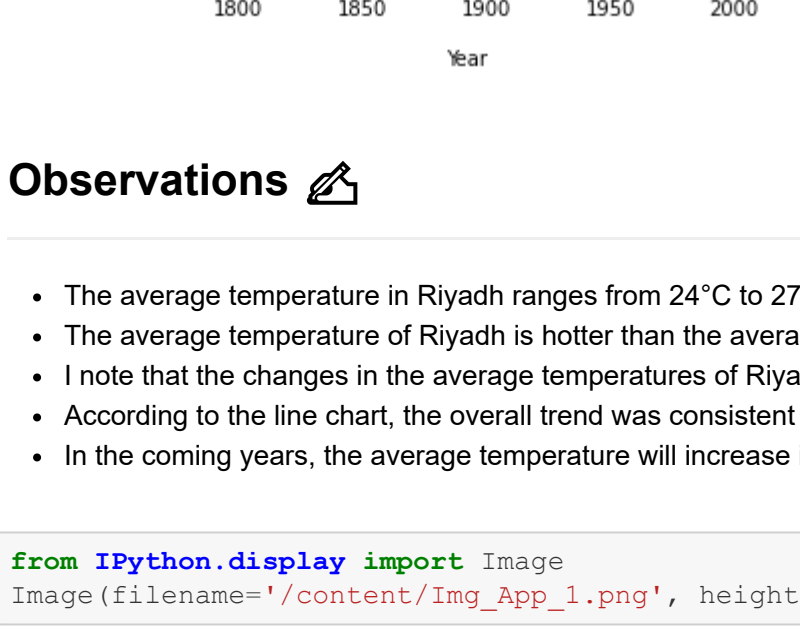 1800 1850 1900 1950 2000
Year
Observations ✍
The average temperature in Riyadh ranges from 24°C to 27
The average temperature of Riyadh is hotter than the avera
I note that the changes in the average temperatures of Riya
According to the line chart, the overall trend was consistent
In the coming years, the average temperature will increase
from IPython.display import Image
Image(filename='/content/Img_App_1.png', height